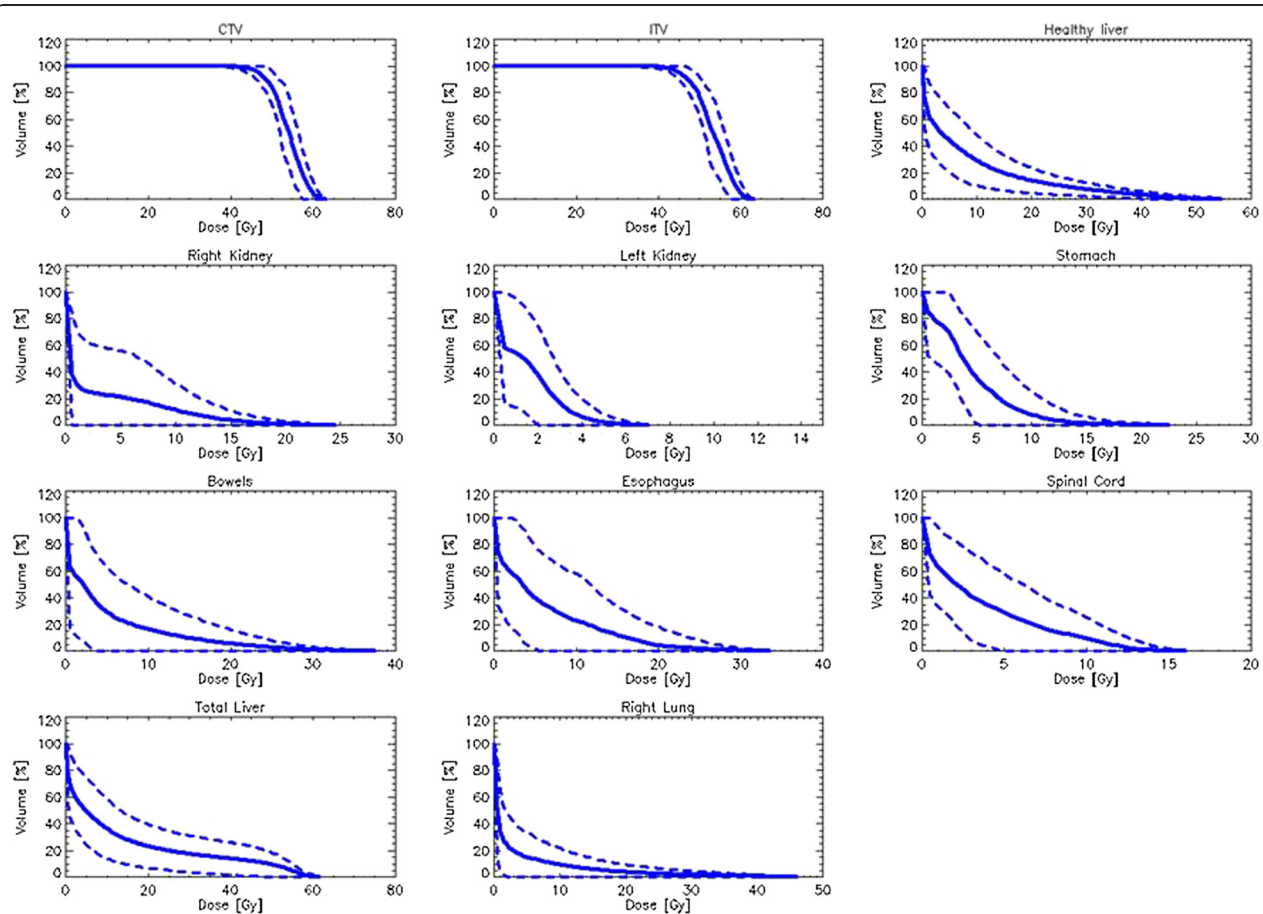 CTV
120
100
80
60
40
20
0
Volume [%]
0 20 40 60 80
Dose [Gy]
ITV
120
100
80
60
40
20
0
Volume [%]
0 20 40 60 80
Dose [Gy]
Healthy liver
120
100
80
60
40
20
0
Volume [%]
0 10 20 30 40 50 60
Dose [Gy]
Right Kidney
120
100
80
60
40
20
0
Volume [%]
0 5 10 15 20 25 30
Dose [Gy]
Left Kidney
120
100
80
60
40
20
0
Volume [%]
0 2 4 6 8 10 12 14
Dose [Gy]
Stomach
120
100
80
60
40
20
0
Volume [%]
0 5 10 15 20 25 30
Dose [Gy]
Bowels
120
100
80
60
40
20
0
Volume [%]
0 10 20 30 40
Dose [Gy]
Esophagus
120
100
80
60
40
20
0
Volume [%]
0 10 20 30 40
Dose [Gy]
Spinal Cord
120
100
80
60
40
20
0
Volume [%]
0 5 10 15 20
Dose [Gy]
Total Liver
120
100
80
60
40
20
0
Volume [%]
0 20 40 60 80
Dose [Gy]
Right Lung
120
100
80
60
40
20
0
Volume [%]
0 10 20 30 40 50
Dose [Gy]